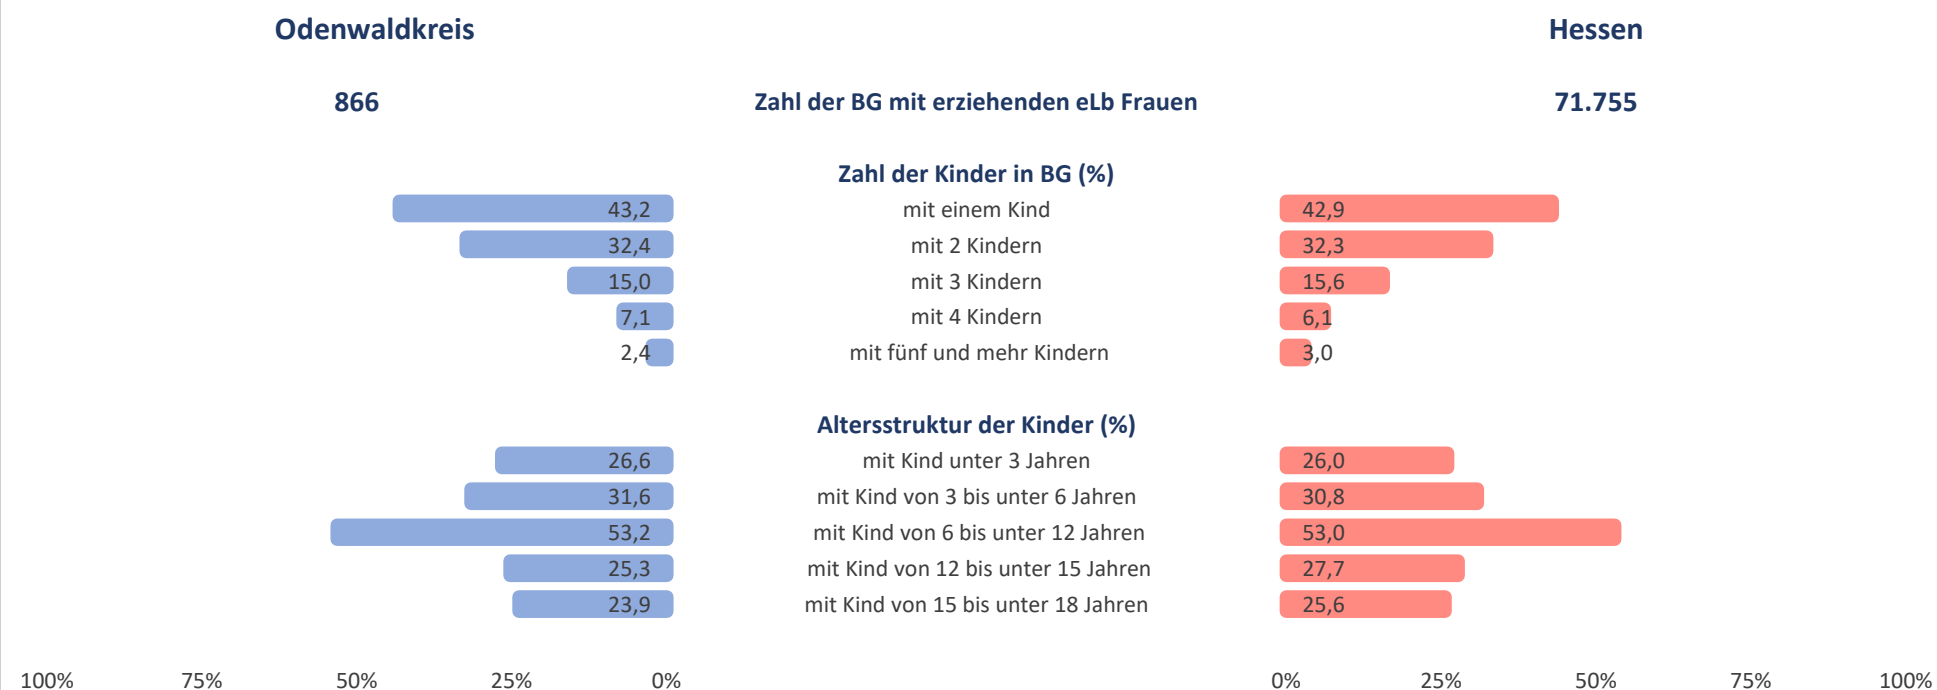 Odenwaldkreis Hessen
866 Zahl der BG mit erziehenden eLb Frauen 71.755
Zahl der Kinder in BG (%)
43,2 mit einem Kind 42,9
32,4 mit 2 Kindern 32,3
15,0 mit 3 Kindern 15,6
7,1 mit 4 Kindern 6,1
2,4 mit fünf und mehr Kindern 3,0
Altersstruktur der Kinder (%)
26,6 mit Kind unter 3 Jahren 26,0
31,6 mit Kind von 3 bis unter 6 Jahren 30,8
53,2 mit Kind von 6 bis unter 12 Jahren 53,0
25,3 mit Kind von 12 bis unter 15 Jahren 27,7
23,9 mit Kind von 15 bis unter 18 Jahren 25,6
100% 75% 50% 25% 0% 0% 25% 50% 75% 100%